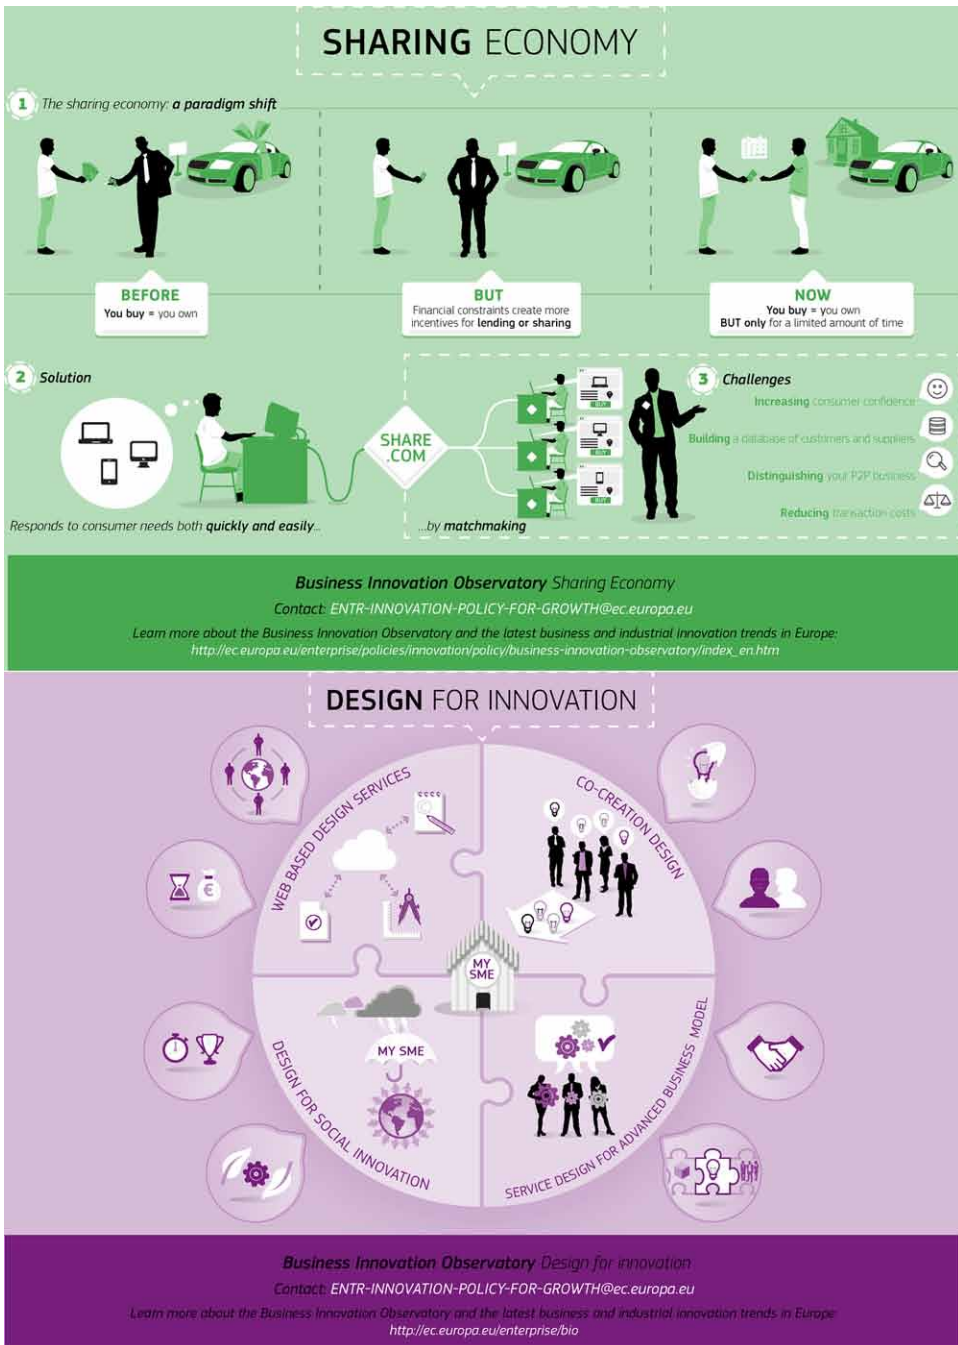 SHARING ECONOMY
1 The sharing economy: a paradigm shift
BEFORE
You buy = you own
BUT
Financial constraints create more
incentives for lending or sharing
NOW
You buy = you own
BUT only for a limited amount of time
2 Solution
SHARE
.COM
BUY
BUY
BUY
Responds to consumer needs both quickly and easily...
...by matchmaking
3 Challenges
Increasing consumer confidence
Building a database of customers and suppliers
Distinguishing your P2P business
Reducing transaction costs
Business Innovation Observatory Sharing Economy
Contact: ENTR-INNOVATION-POLICY-FOR-GROWTH@ec.europa.eu
Learn more about the Business Innovation Observatory and the latest business and industrial innovation trends in Europe:
http://ec.europa.eu/enterprise/policies/innovation/policy/business-innovation-observatory/index_en.htm
DESIGN FOR INNOVATION
WEB BASED DESIGN SERVICES
CO-CREATION DESIGN
€
MY
SME
MY SME
DESIGN FOR SOCIAL INNOVATION
SERVICE DESIGN FOR ADVANCED BUSINESS MODEL
Business Innovation Observatory Design for innovation
Contact: ENTR-INNOVATION-POLICY-FOR-GROWTH@ec.europa.eu
Learn more about the Business Innovation Observatory and the latest business and industrial innovation trends in Europe:
http://ec.europa.eu/enterprise/bio